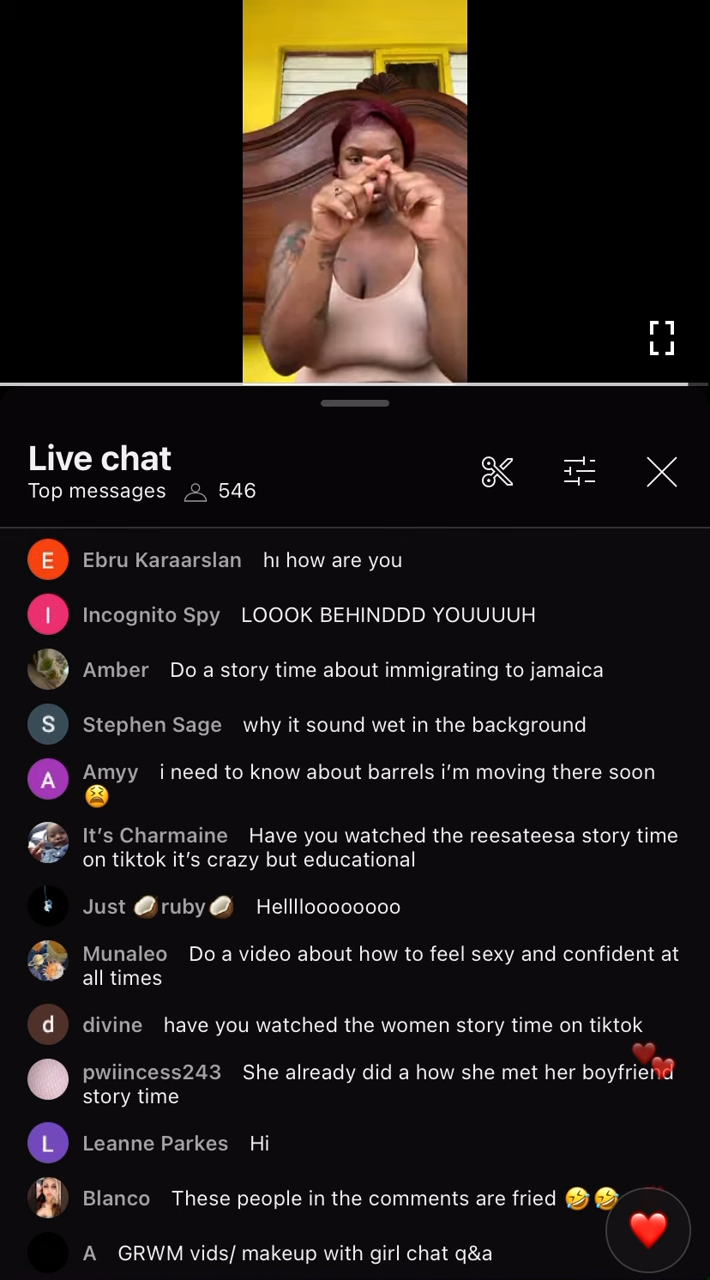 Live chat
Top messages 546
E Ebru Karaarslan hı how are you
I Incognito Spy LOOOK BEHINDDD YOUUUUH
Amber Do a story time about immigrating to jamaica
S Stephen Sage why it sound wet in the background
A Amyy i need to know about barrels i’m moving there soon
😫
It’s Charmaine Have you watched the reesateesa story time
on tiktok it’s crazy but educational
Just 🥥ruby🥥 Helllloooooooo
Munaleo Do a video about how to feel sexy and confident at
all times
d divine have you watched the women story time on tiktok
pwiincess243 She already did a how she met her boyfriend
story time
L Leanne Parkes Hi
Blanco These people in the comments are fried 🤣🤣
A GRWM vids/ makeup with girl chat q&a